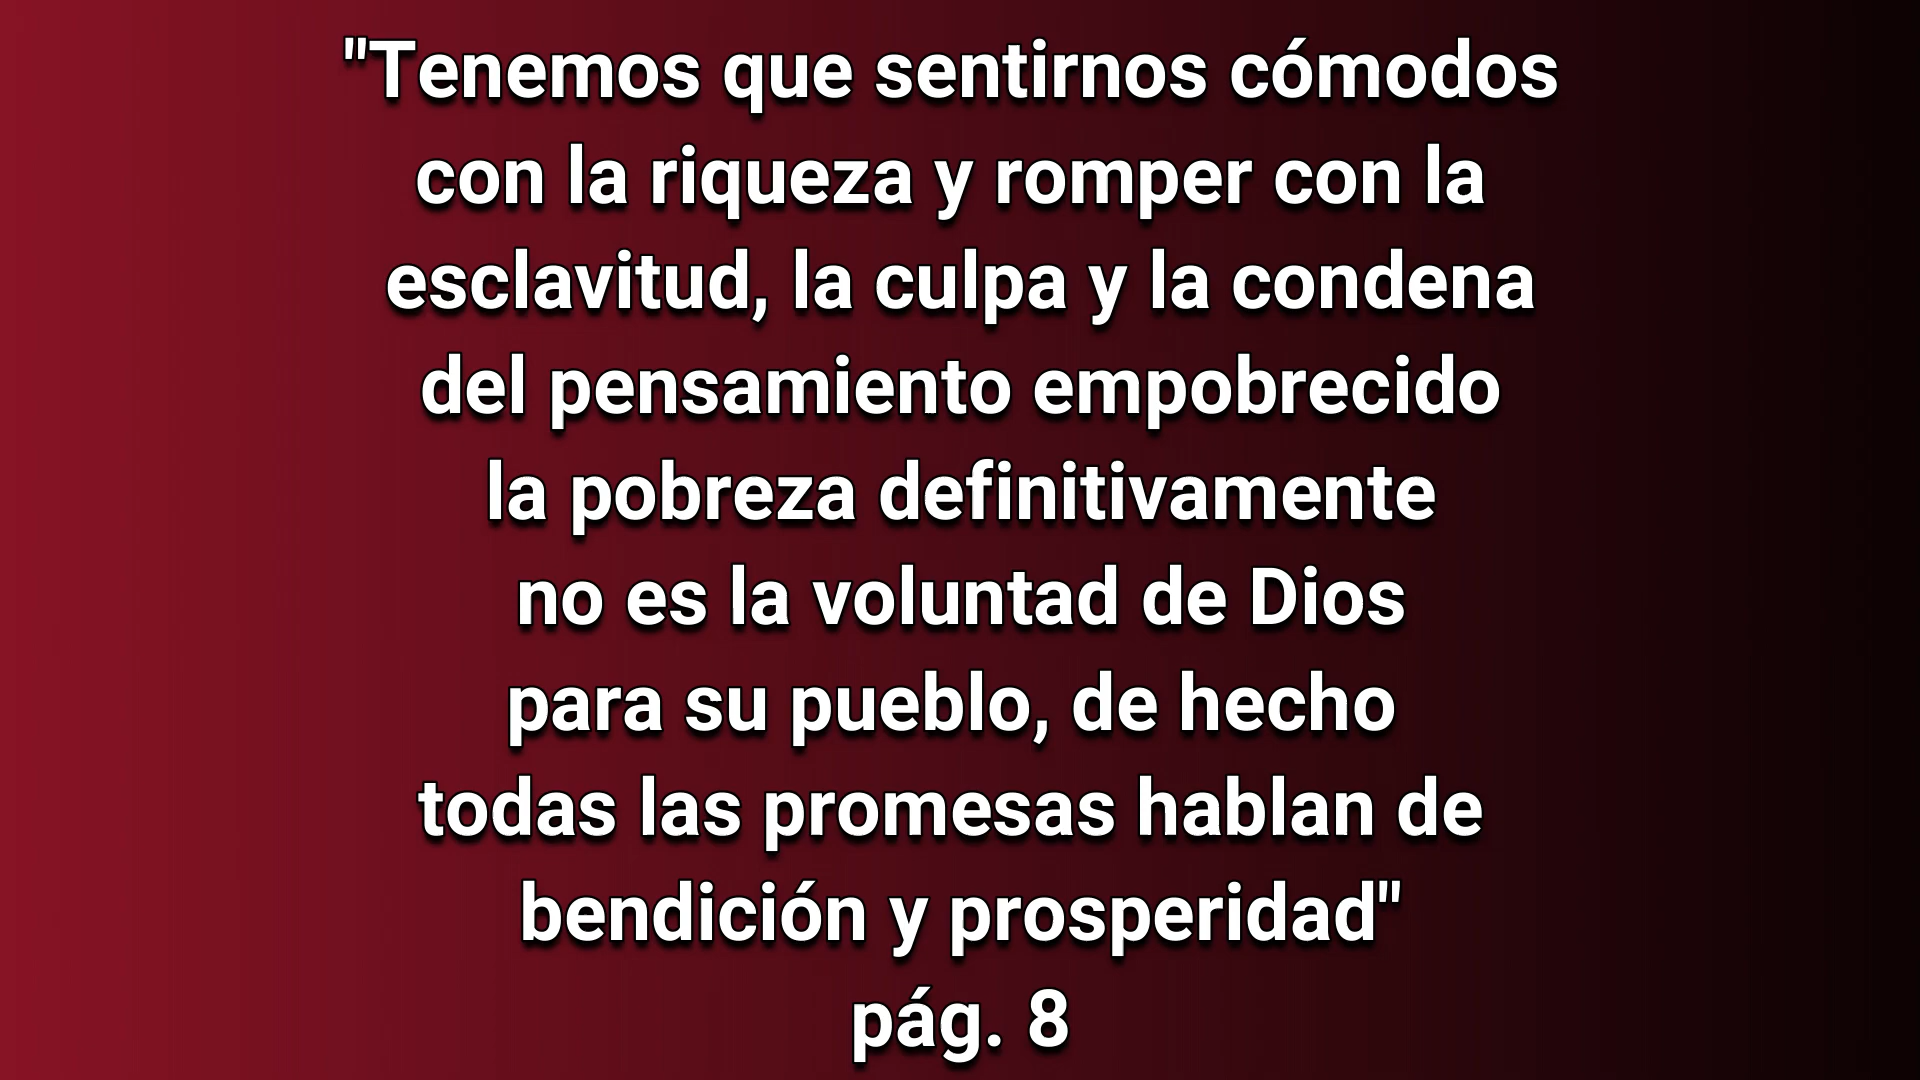 "Tenemos que sentirnos cómodos
con la riqueza y romper con la
esclavitud, la culpa y la condena
del pensamiento empobrecido
la pobreza definitivamente
no es la voluntad de Dios
para su pueblo, de hecho
todas las promesas hablan de
bendición y prosperidad"
pág. 8